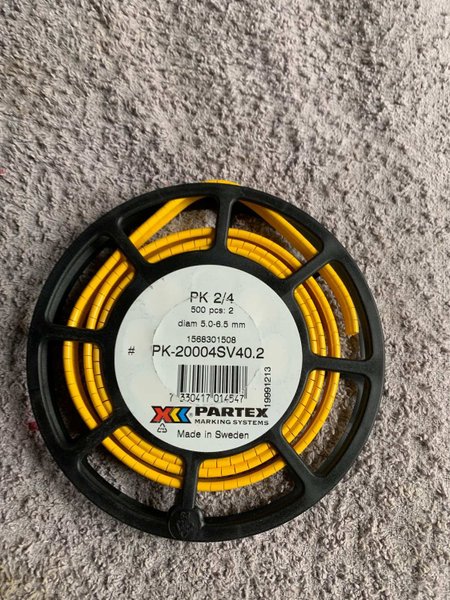 PK 2/4
500 pcs: 2
diam 5.0-6.5 mm
1568301508
# PK-20004SV40.2
7 330417 014547
19991213
PARTEX
MARKING SYSTEMS
Made in Sweden